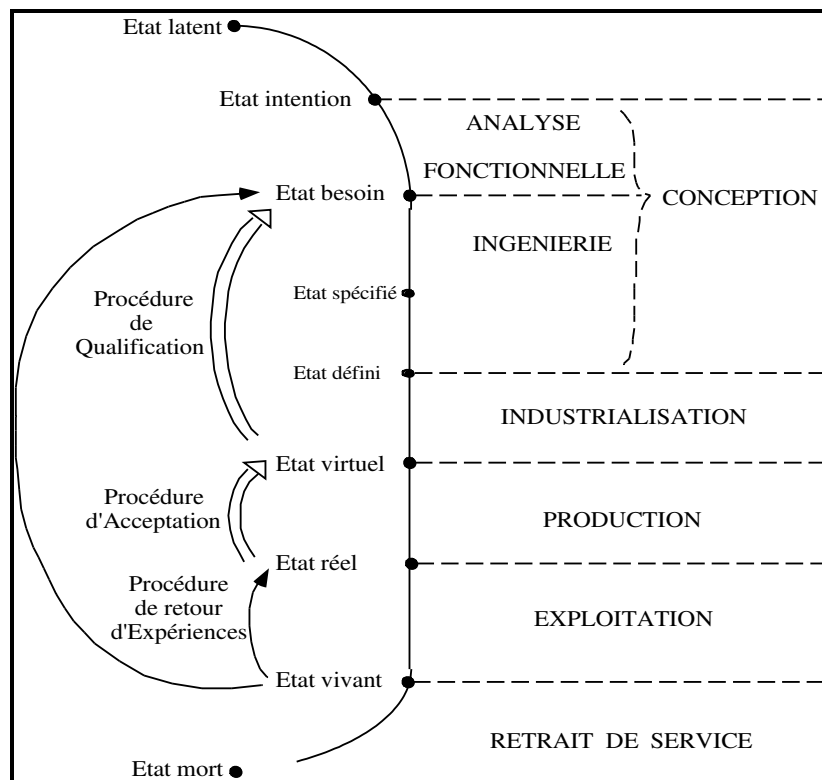 Etat latent
Etat intention
ANALYSE
FONCTIONNELLE
Etat besoin
CONCEPTION
INGENIERIE
Etat spécifié
Procédure
de
Qualification
Etat défini
INDUSTRIALISATION
Etat virtuel
Procédure
d'Acceptation
PRODUCTION
Etat réel
Procédure
de retour
d'Expériences
EXPLOITATION
Etat vivant
RETRAIT DE SERVICE
Etat mort